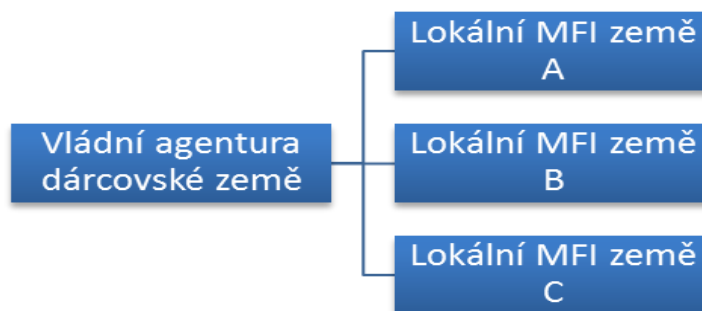 Vládní agentura
dárcovské země
Lokální MFI země
A
Lokální MFI země
B
Lokální MFI země
C